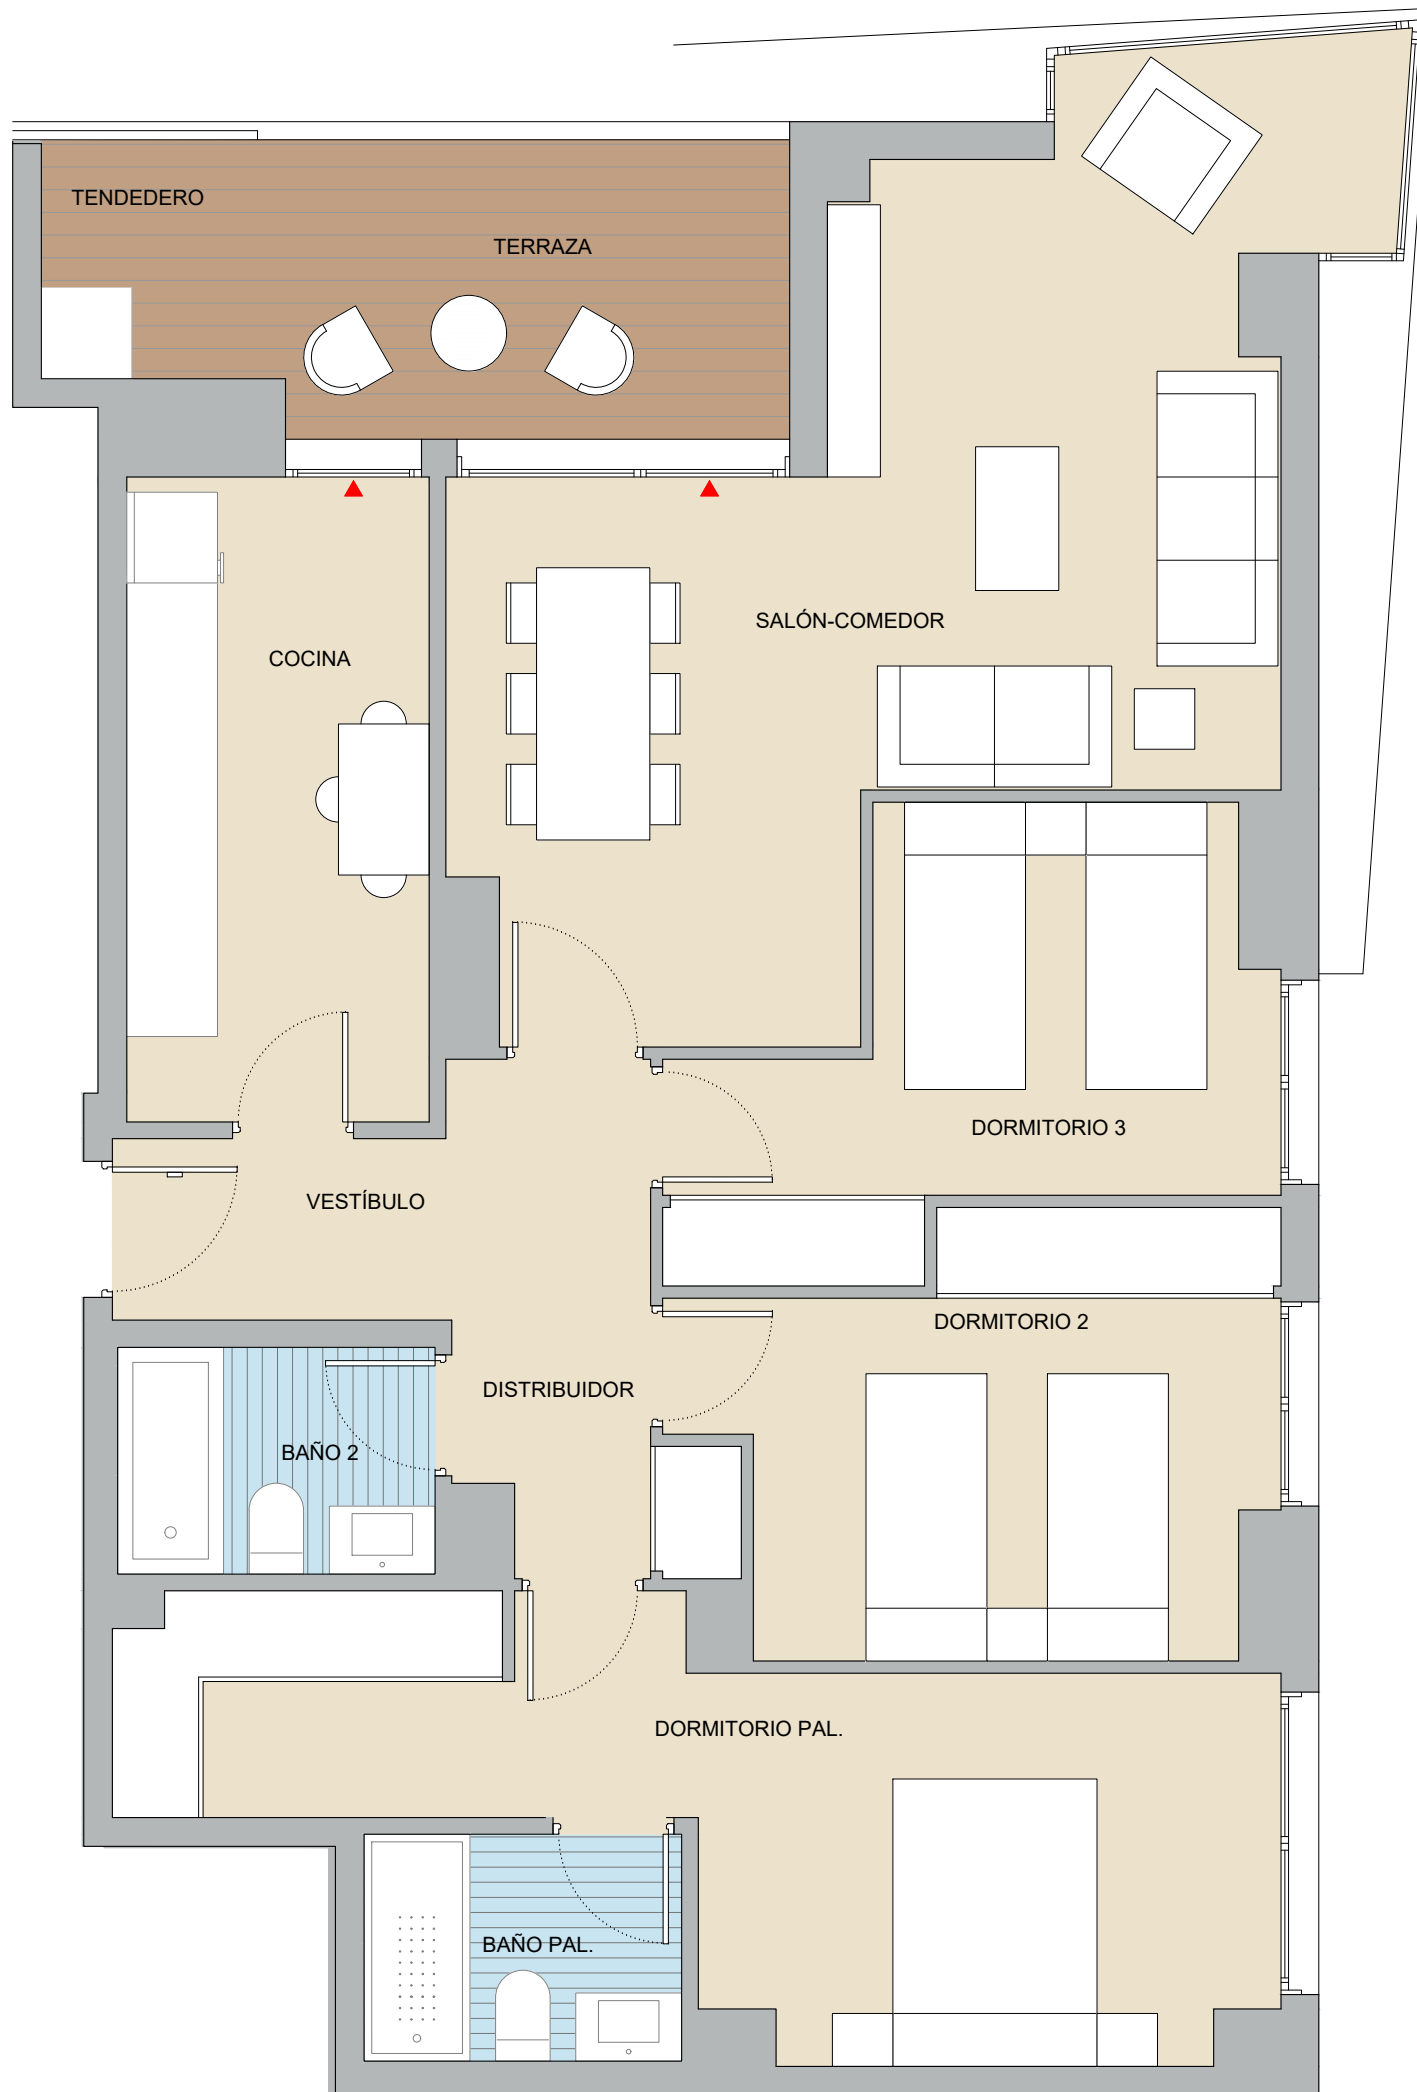 TENDEDERO
TERRAZA
SALÓN-COMEDOR
COCINA
DORMITORIO 3
VESTÍBULO
DORMITORIO 2
DISTRIBUIDOR
BAÑO 2
DORMITORIO PAL.
BAÑO PAL.